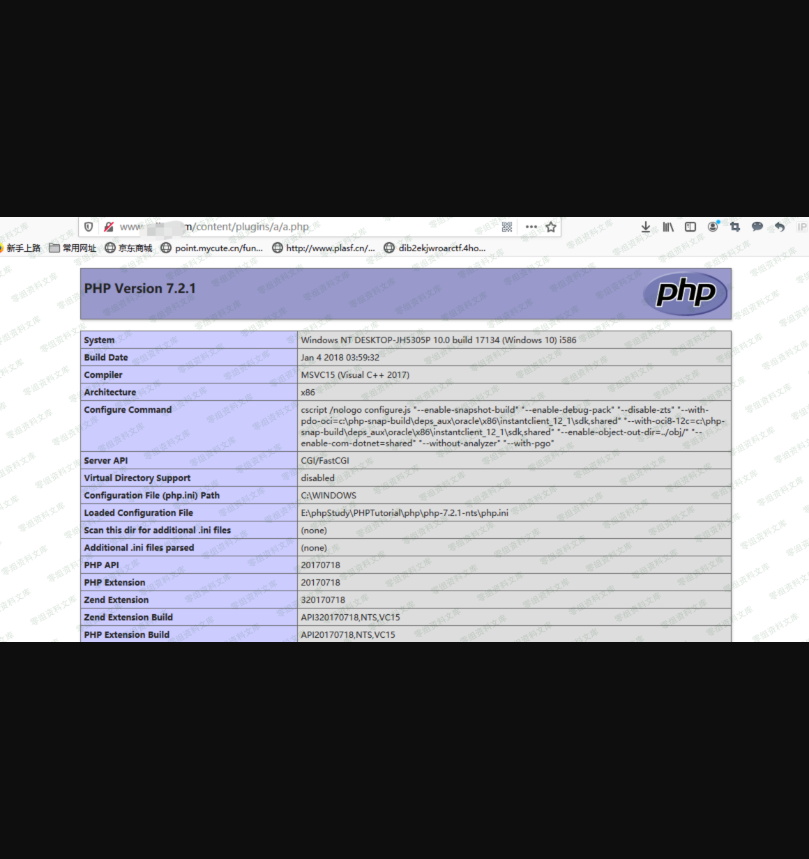 www m/content/plugins/a/a.php
新手上路 常用网址 京东商城 point.mycute.cn/fun... http://www.plasf.cn/... dib2ekjwroarctf.4ho...
PHP Version 7.2.1
php
System Windows NT DESKTOP-JH5305P 10.0 build 17134 (Windows 10) i586
Build Date Jan 4 2018 03:59:32
Compiler MSVC15 (Visual C++ 2017)
Architecture x86
Configure Command cscript /nologo configure.js "--enable-snapshot-build" "--enable-debug-pack" "--disable-zts" "--with-
pdo-oci=c:\php-snap-build\deps_aux\oracle\x86\instantclient_12_1\sdk,shared" "--with-oci8-12c=c:\php-
snap-build\deps_aux\oracle\x86\instantclient_12_1\sdk,shared" "--enable-object-out-dir=../obj/" "--
enable-com-dotnet=shared" "--without-analyzer" "--with-pgo"
Server API CGI/FastCGI
Virtual Directory Support disabled
Configuration File (php.ini) Path C:\WINDOWS
Loaded Configuration File E:\phpStudy\PHPTutorial\php\php-7.2.1-nts\php.ini
Scan this dir for additional .ini files (none)
Additional .ini files parsed (none)
PHP API 20170718
PHP Extension 20170718
Zend Extension 320170718
Zend Extension Build API320170718,NTS,VC15
PHP Extension Build API20170718,NTS,VC15